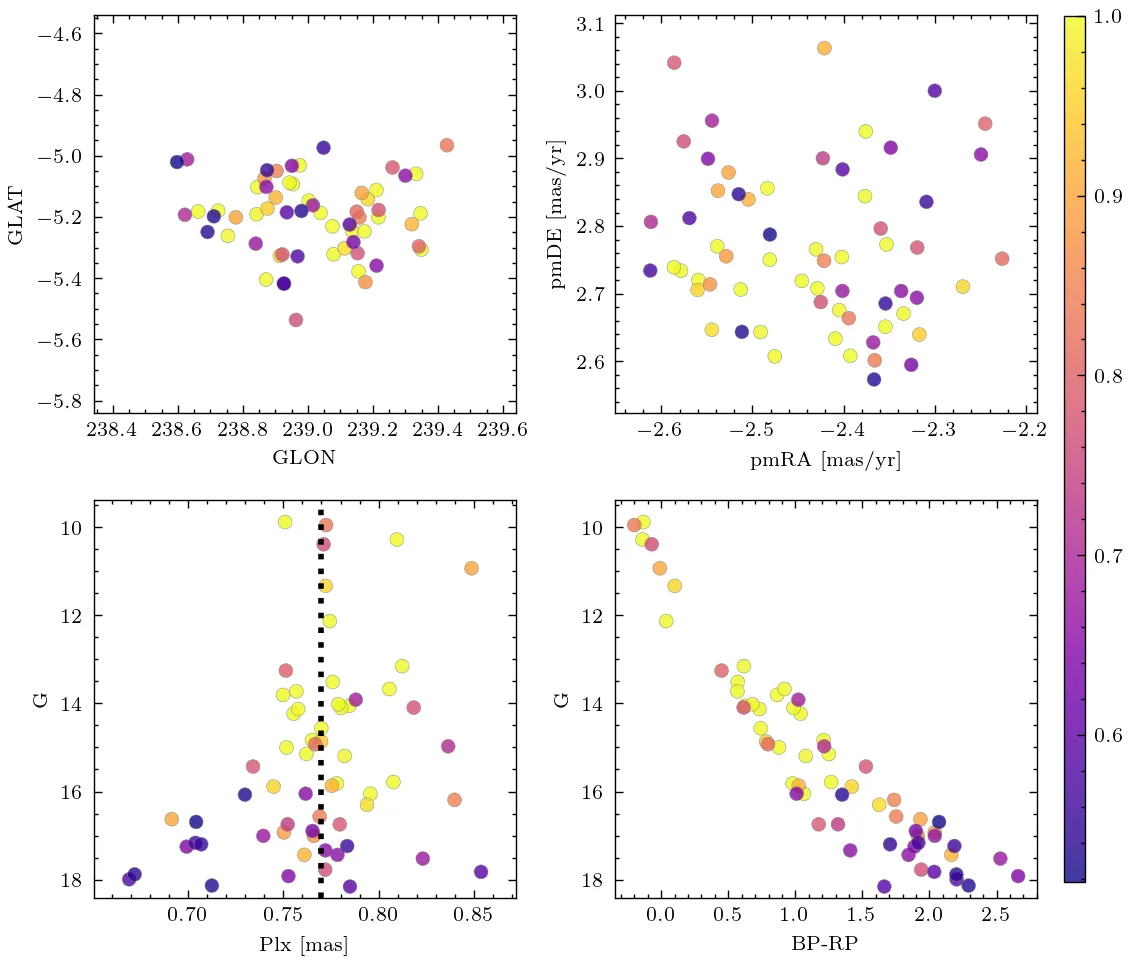 −4.6
−4.8
−5.0
−5.2
−5.4
−5.6
−5.8
GLAT
238.4 238.6 238.8 239.0 239.2 239.4 239.6
GLON
3.1
3.0
2.9
2.8
2.7
2.6
pmDE [mas/yr]
−2.6 −2.5 −2.4 −2.3 −2.2
pmRA [mas/yr]
1.0
0.9
0.8
0.7
0.6
10
12
14
16
18
G
0.70 0.75 0.80 0.85
Plx [mas]
10
12
14
16
18
G
0.0 0.5 1.0 1.5 2.0 2.5
BP-RP